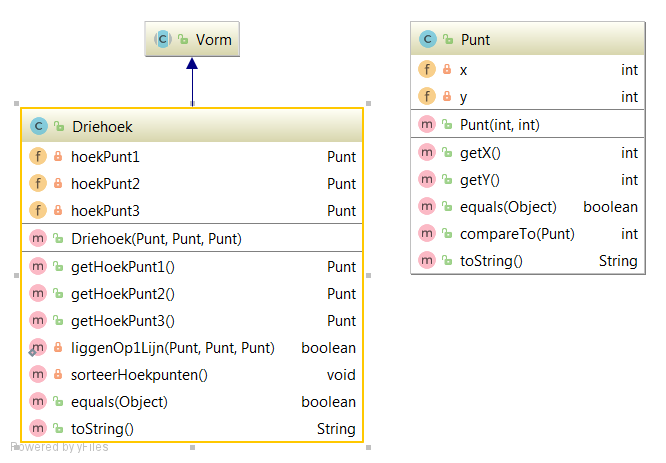 Vorm
Driehoek
hoekPunt1 Punt
hoekPunt2 Punt
hoekPunt3 Punt
Driehoek(Punt, Punt, Punt)
getHoekPunt1() Punt
getHoekPunt2() Punt
getHoekPunt3() Punt
liggenOp1Lijn(Punt, Punt, Punt) boolean
sorteerHoekpunten() void
equals(Object) boolean
toString() String
Powered by yFiles
Punt
x int
y int
Punt(int, int)
getX() int
getY() int
equals(Object) boolean
compareTo(Punt) int
toString() String